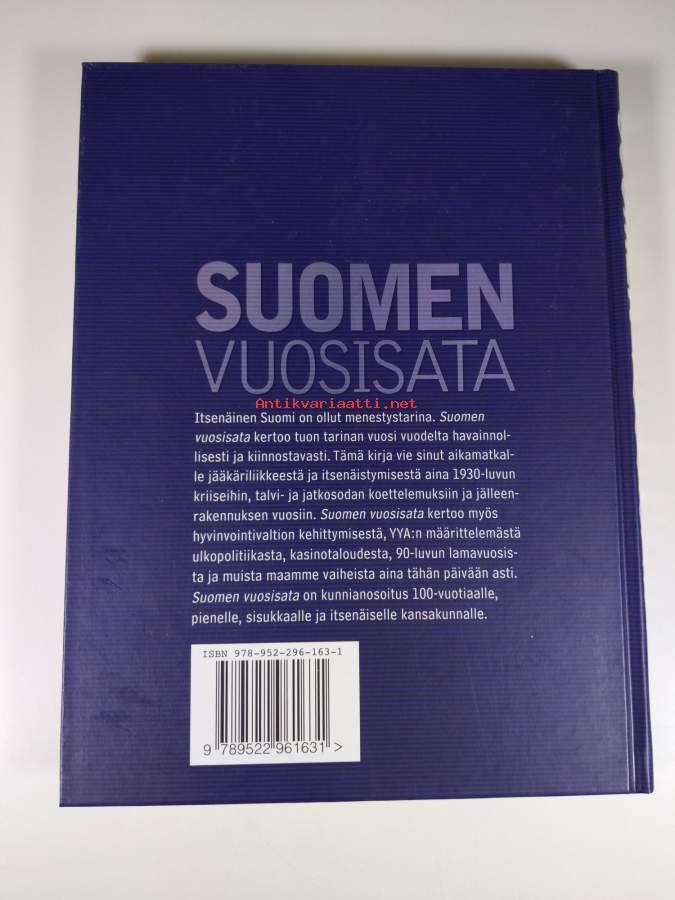 SUOMEN
VUOSISATA
Antikvariaatti.net
Itsenäinen Suomi on ollut menestystarina. Suomen
vuosisata kertoo tuon tarinan vuosi vuodelta havainnol-
lisesti ja kiinnostavasti. Tämä kirja vie sinut aikamatkal-
le jääkäriliikkeestä ja itsenäistymisestä aina 1930-luvun
kriiseihin, talvi- ja jatkosodan koettelemuksiin ja jälleen-
rakennuksen vuosiin. Suomen vuosisata kertoo myös
hyvinvointivaltion kehittymisestä, YYA:n määrittelemästä
ulkopolitiikasta, kasinotaloudesta, 90-luvun lamavuosis-
ta ja muista maamme vaiheista aina tähän päivään asti.
Suomen vuosisata on kunnianosoitus 100-vuotiaalle,
pienelle, sisukkaalle ja itsenäiselle kansakunnalle.
ISBN 978-952-296-163-1
9 789522 961631 >